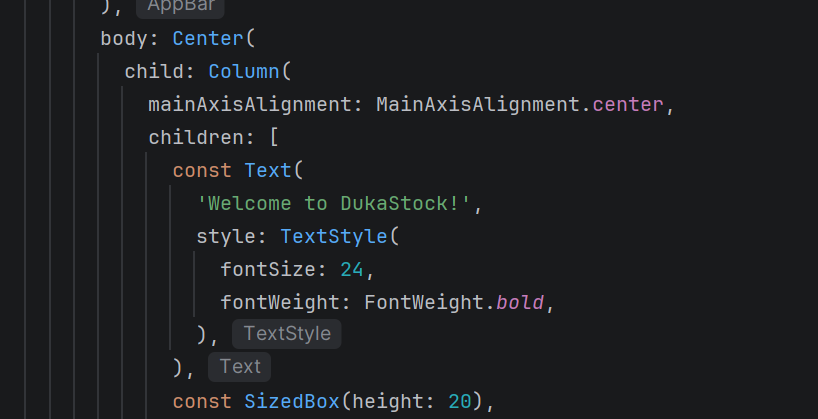 ), AppBar
body: Center(
child: Column(
mainAxisAlignment: MainAxisAlignment.center,
children: [
const Text(
'Welcome to DukaStock!',
style: TextStyle(
fontSize: 24,
fontWeight: FontWeight.bold,
), TextStyle
), Text
const SizedBox(height: 20),